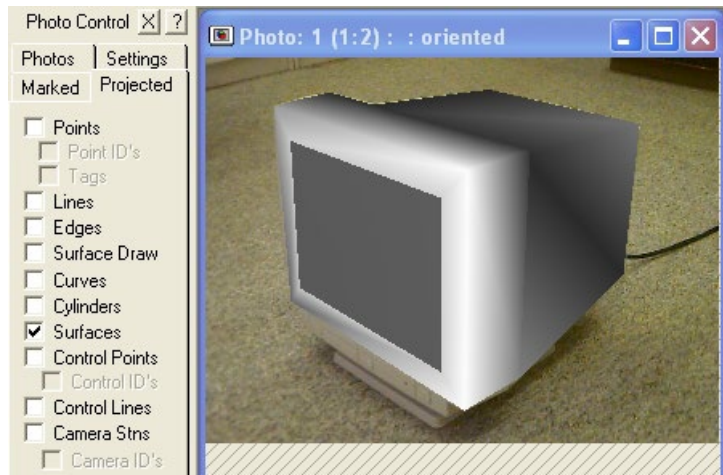 Photo Control X ?
Photos Settings
Marked Projected
Points
Point ID's
Tags
Lines
Edges
Surface Draw
Curves
Cylinders
Surfaces
Control Points
Control ID's
Control Lines
Camera Stns
Camera ID's
Photo: 1 (1:2) : : oriented